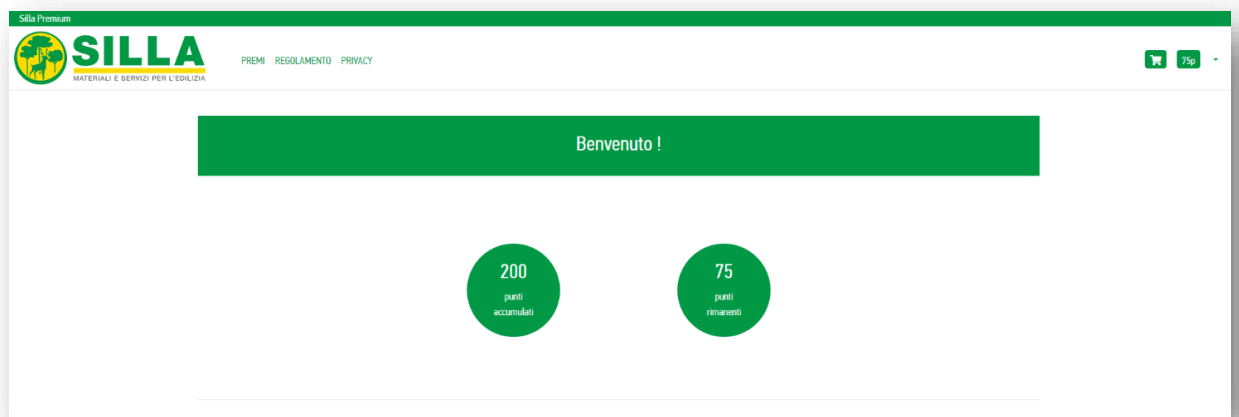 Silla Premium
SILLA
MATERIALI E SERVIZI PER L'EDILIZIA
PREMI REGOLAMENTO PRIVACY
75p
Benvenuto !
200
punti
accumulati
75
punti
rimanenti